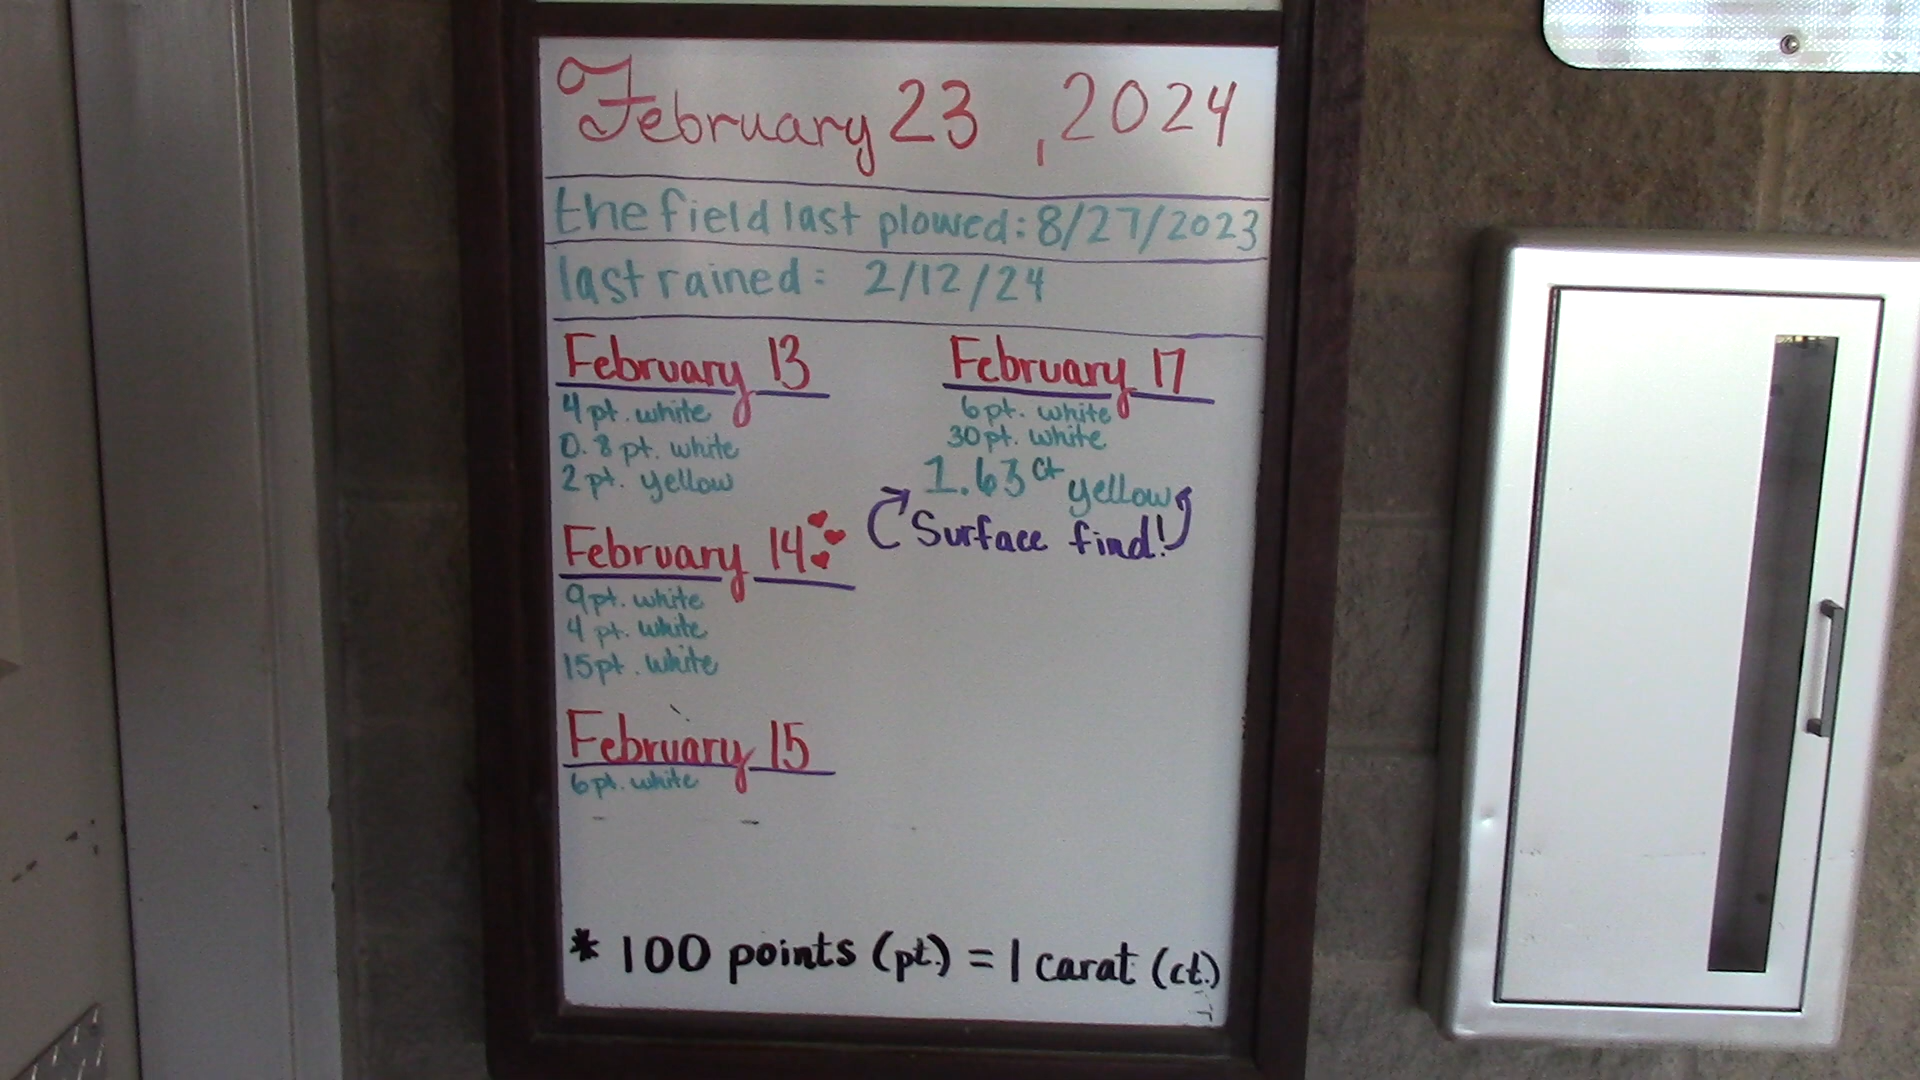 February 23, 2024
the field last plowed: 8/27/2023
last rained: 2/12/24
February 13
4 pt. white
0.8 pt. white
2 pt. yellow
February 14
9 pt. white
4 pt. white
15 pt. white
February 15
6 pt. white
February 17
6 pt. white
30 pt. white
1.63 ct yellow
Surface find!
* 100 points (pt.) = 1 carat (ct.)